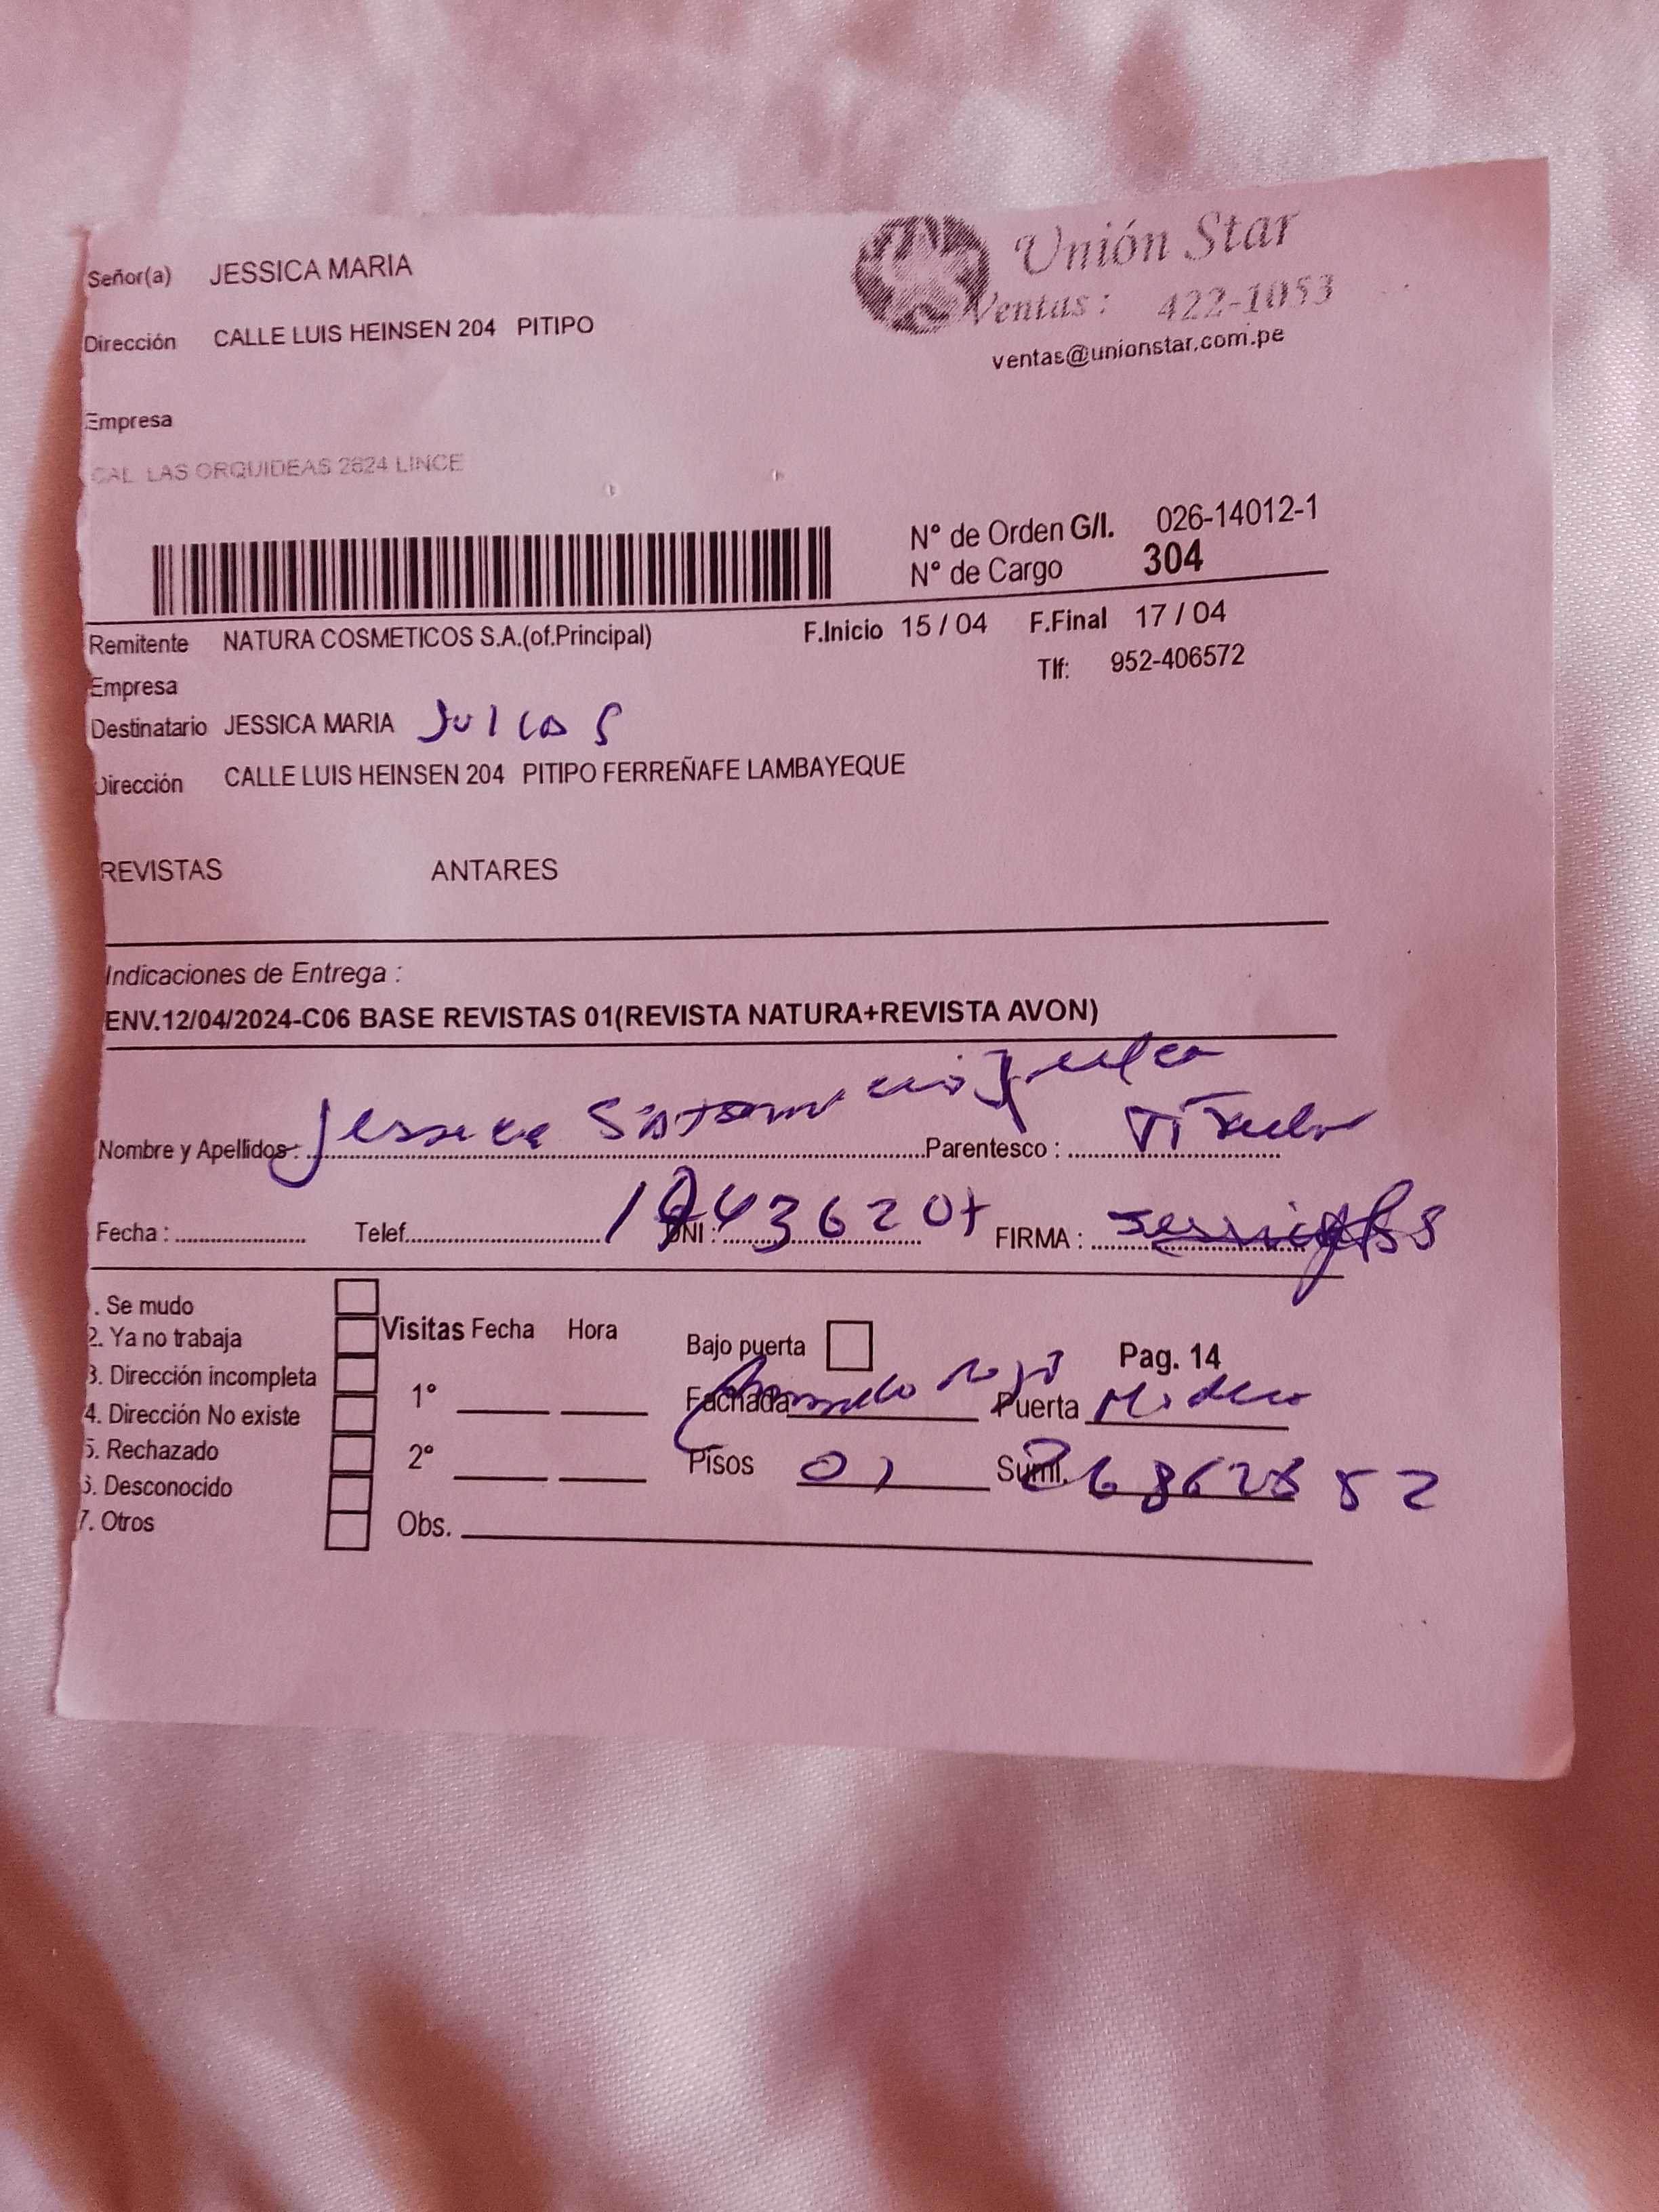 Señor(a) JESSICA MARIA
Unión Star
Ventas : 422-1053
ventas@unionstar.com.pe
Dirección CALLE LUIS HEINSEN 204 PITIPO
Empresa
CAL LAS ORQUIDEAS 2624 LINCE
N° de Orden G/I. 026-14012-1
N° de Cargo 304
Remitente NATURA COSMETICOS S.A.(of.Principal) F.Inicio 15 / 04 F.Final 17 / 04
Empresa Tlf: 952-406572
Destinatario JESSICA MARIA
Dirección CALLE LUIS HEINSEN 204 PITIPO FERREÑAFE LAMBAYEQUE
REVISTAS ANTARES
Indicaciones de Entrega :
ENV.12/04/2024-C06 BASE REVISTAS 01(REVISTA NATURA+REVISTA AVON)
Nombre y Apellidos : Jessica Parentesco : Titular
Fecha : Telef. DNI : FIRMA :
. Se mudo
2. Ya no trabaja Visitas Fecha Hora Bajo puerta Pag. 14
3. Dirección incompleta 1° Fachada Puerta
4. Dirección No existe
5. Rechazado 2° Pisos 01 Sumi.
6. Desconocido
7. Otros Obs.